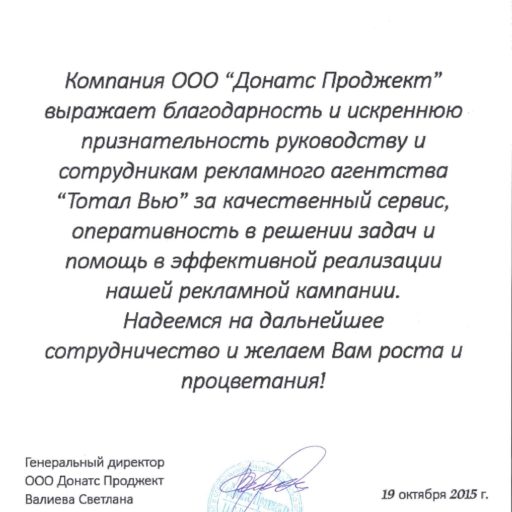 Компания ООО “Донатс Проджект”
выражает благодарность и искреннюю
признательность руководству и
сотрудникам рекламного агентства
“Тотал Вью” за качественный сервис,
оперативность в решении задач и
помощь в эффективной реализации
нашей рекламной кампании.
Надеемся на дальнейшее
сотрудничество и желаем Вам роста и
процветания!
Генеральный директор
ООО Донатс Проджект
Валиева Светлана
19 октября 2015 г.